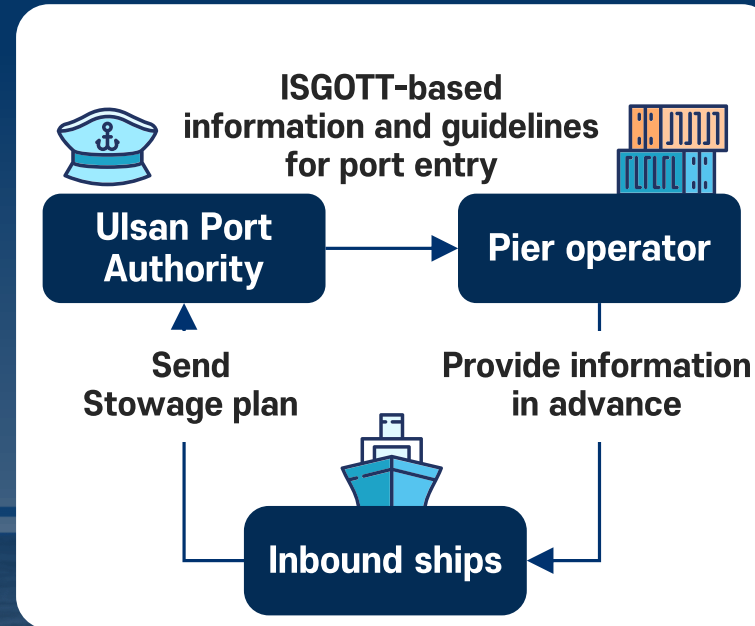 ISGOTT-based
information and guidelines
for port entry
Ulsan Port
Authority
Pier operator
Send
Stowage plan
Provide information
in advance
Inbound ships